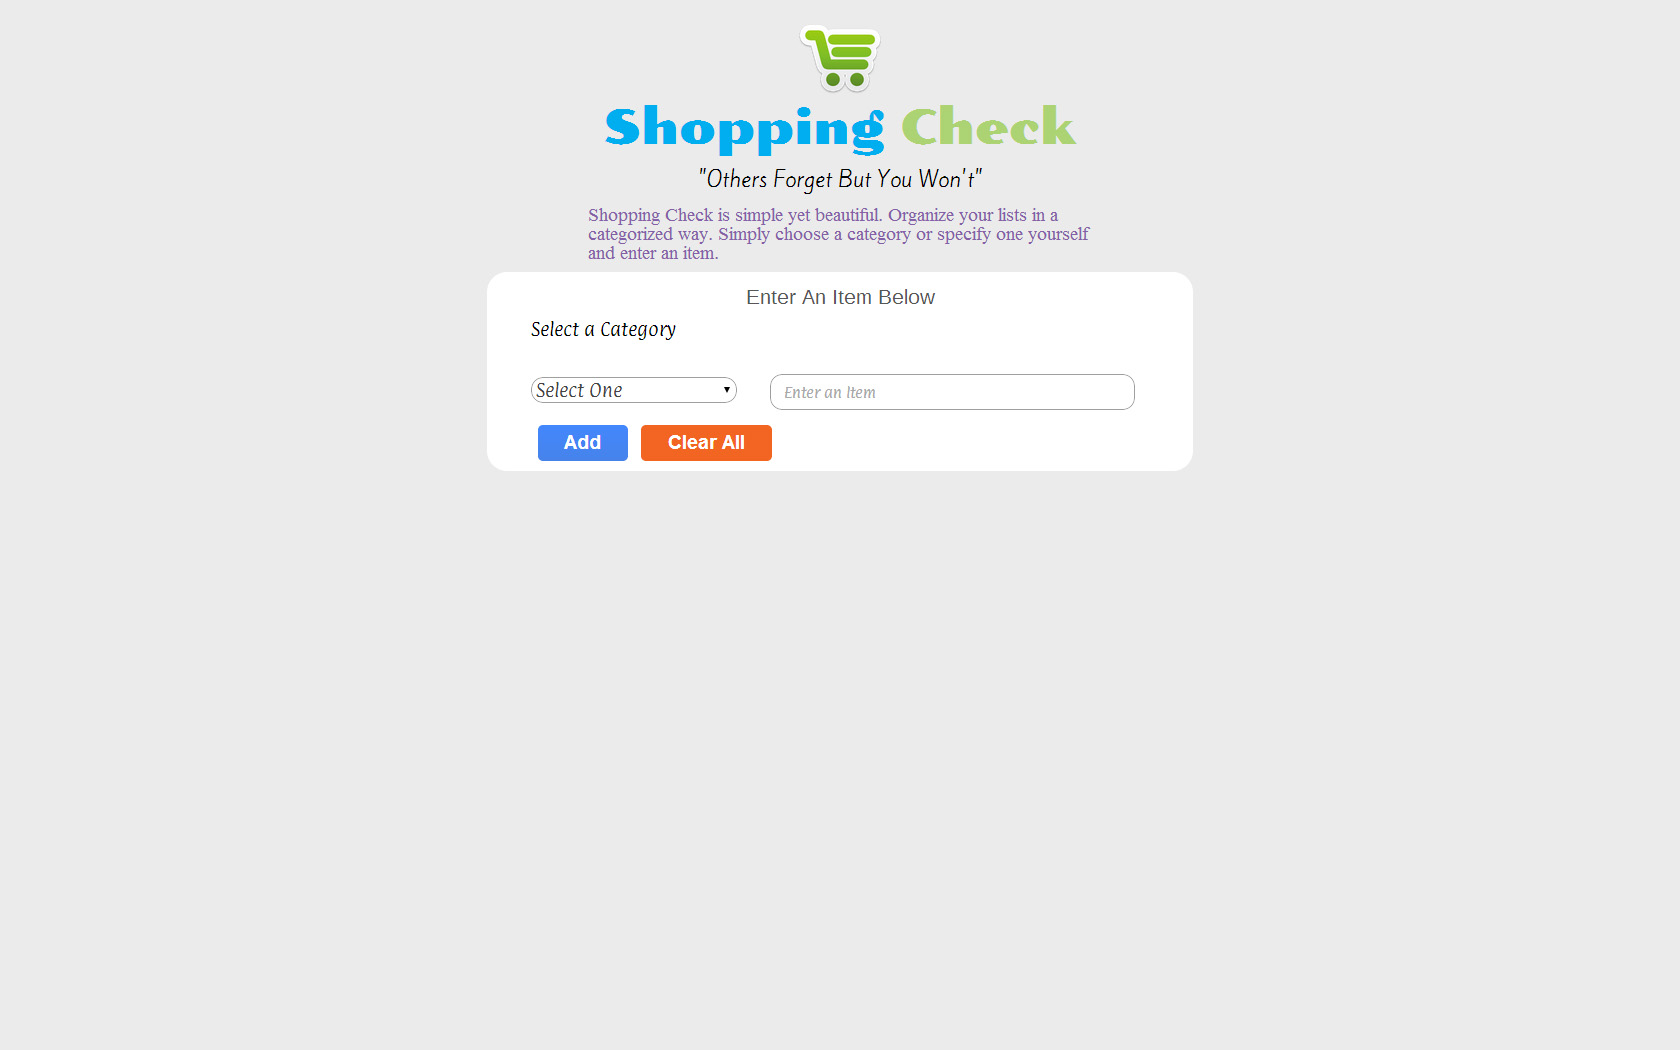 Shopping Check
"Others Forget But You Won't"
Shopping Check is simple yet beautiful. Organize your lists in a
categorized way. Simply choose a category or specify one yourself
and enter an item.
Enter An Item Below
Select a Category
Select One
Enter an Item
Add
Clear All